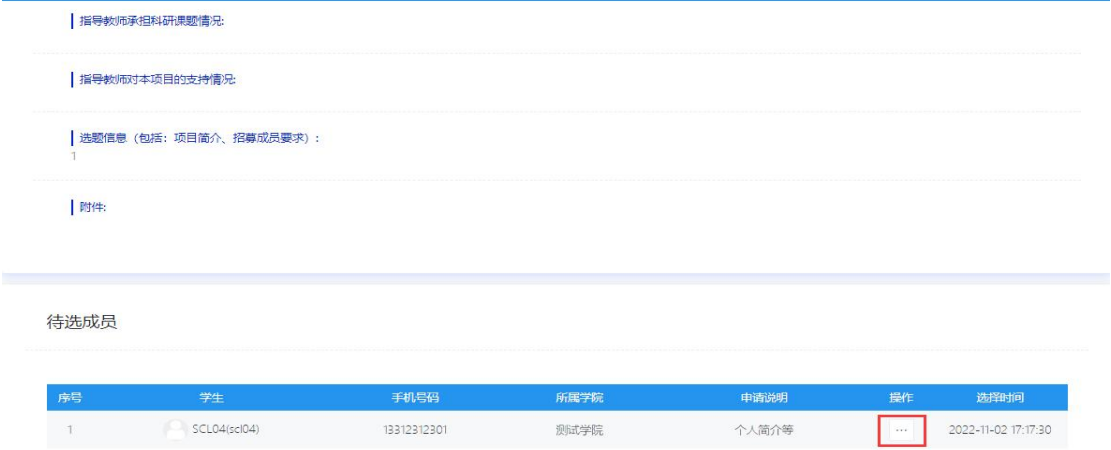 指导教师承担科研课题情况:
指导教师对本项目的支持情况:
选题信息（包括：项目简介、招募成员要求）:
1
附件:
待选成员
序号 学生 手机号码 所属学院 申请说明 操作 选择时间
1 SCL04(scl04) 13312312301 测试学院 个人简介等 ... 2022-11-02 17:17:30